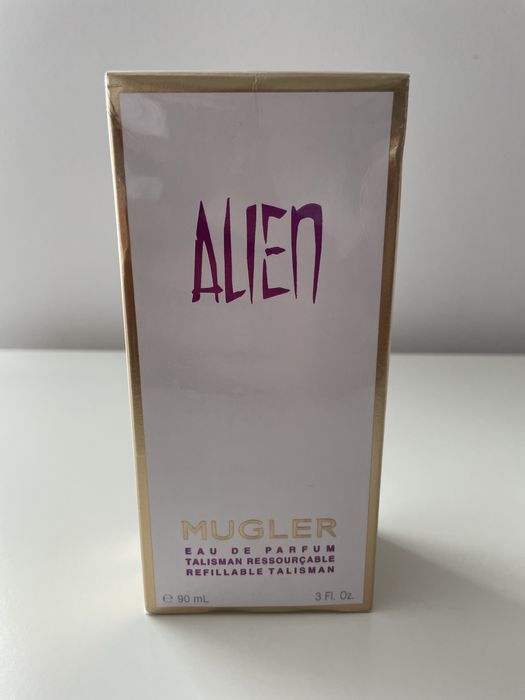 ALIEN
MUGLER
EAU DE PARFUM
TALISMAN RESSOURÇABLE
REFILLABLE TALISMAN
℮ 90 mL 3 Fl. Oz.